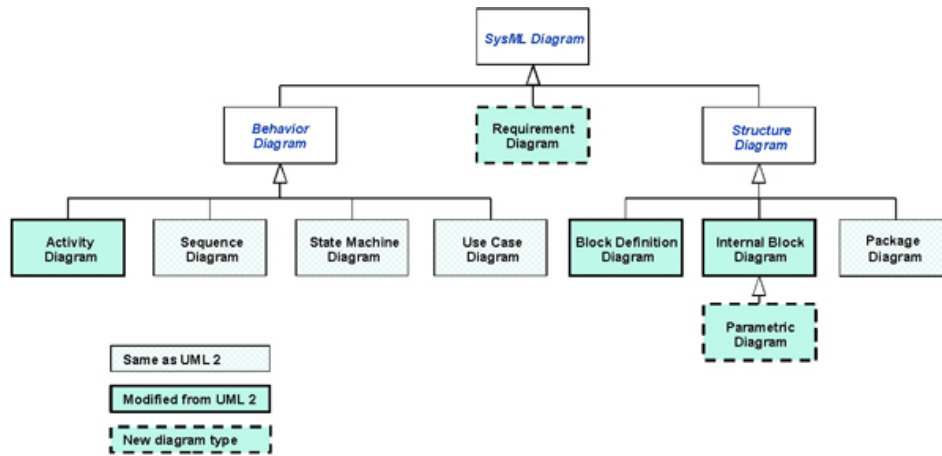 SysML Diagram
Behavior
Diagram
Requirement
Diagram
Structure
Diagram
Activity
Diagram
Sequence
Diagram
State Machine
Diagram
Use Case
Diagram
Block Definition
Diagram
Internal Block
Diagram
Package
Diagram
Parametric
Diagram
Same as UML 2
Modified from UML 2
New diagram type